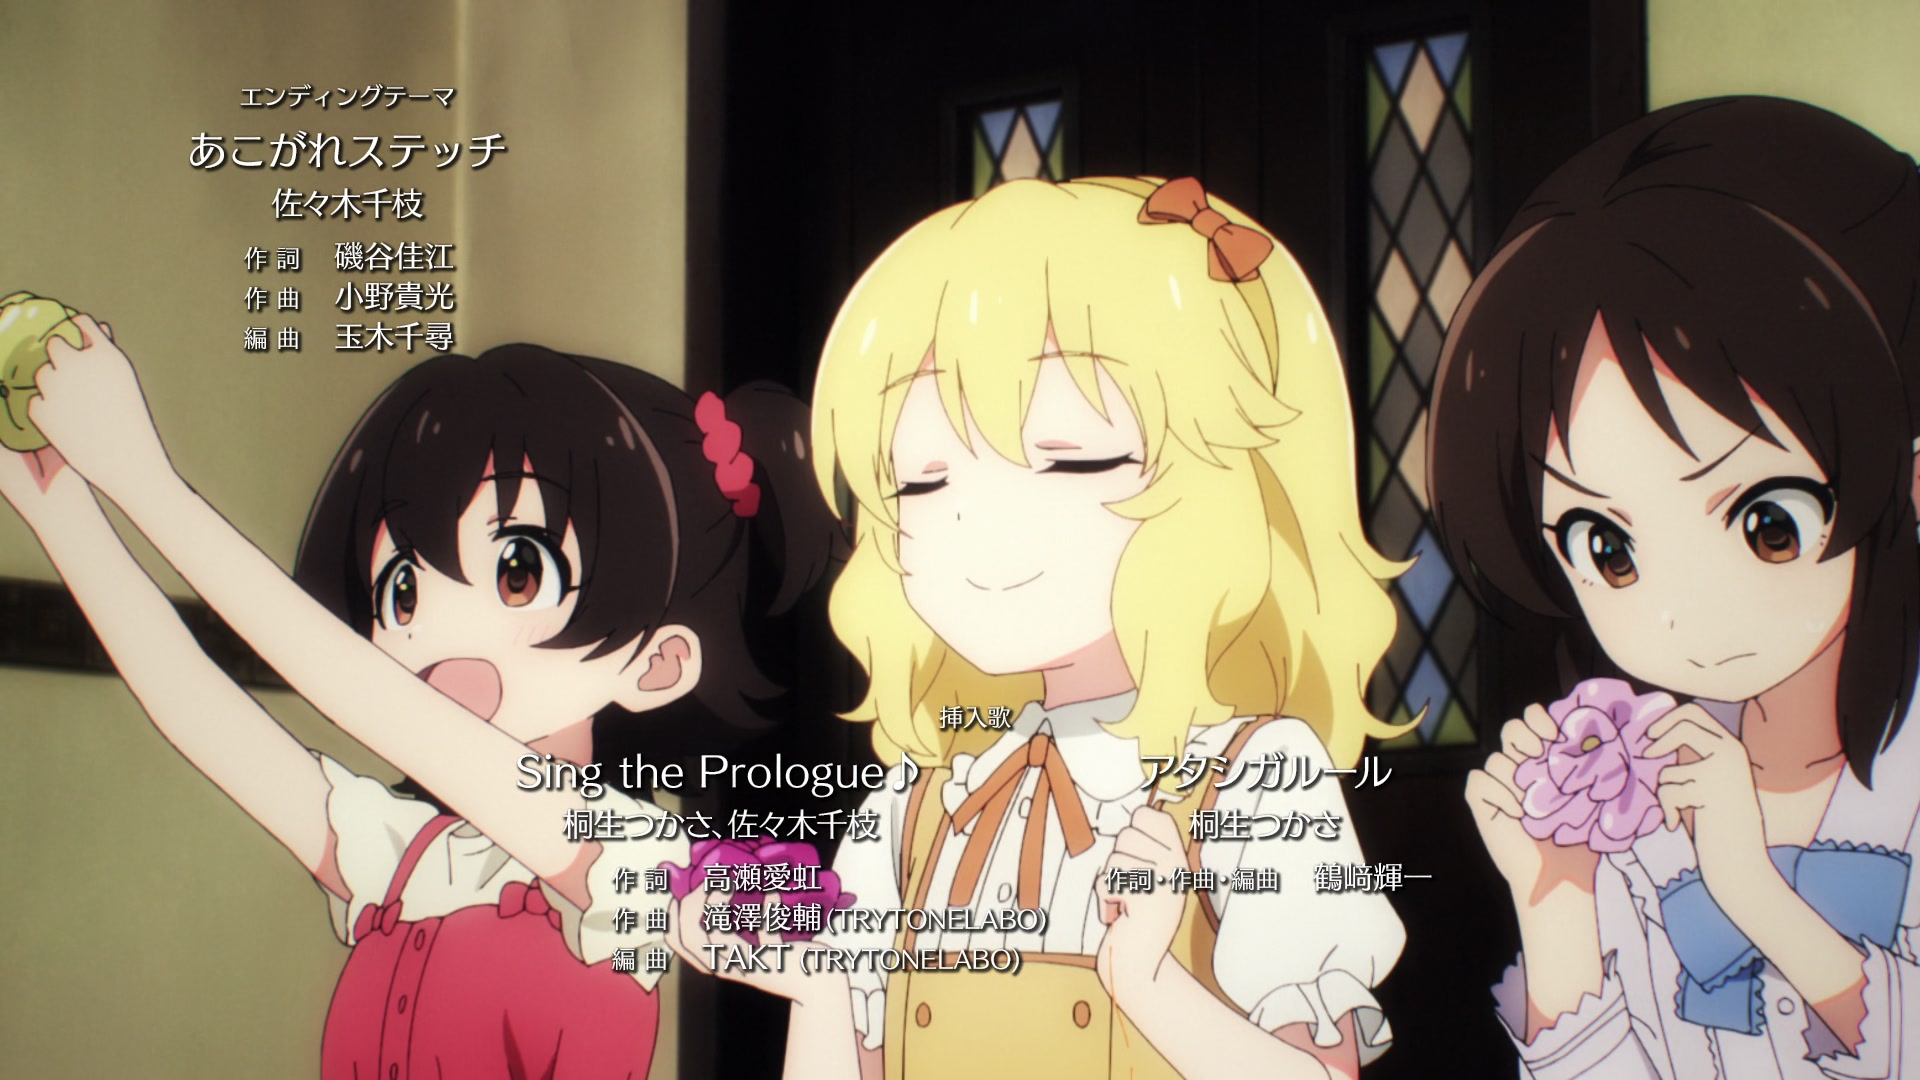 エンディングテーマ
あこがれステッチ
佐々木千枝
作詞 磯谷佳江
作曲 小野貴光
編曲 玉木千尋
挿入歌
Sing the Prologue♪
桐生つかさ、佐々木千枝
作詞 高瀬愛虹
作曲 滝澤俊輔(TRYTONELABO)
編曲 TAKT (TRYTONELABO)
アタシガルール
桐生つかさ
作詞・作曲・編曲 鶴﨑輝一